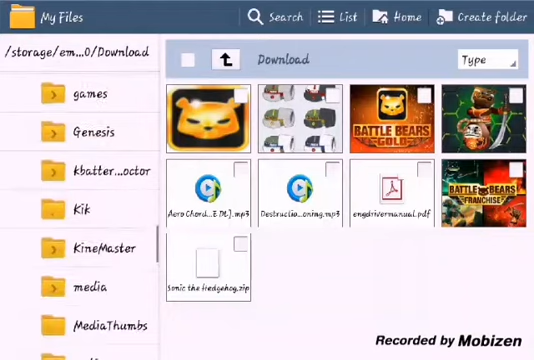 My Files
Search
List
Home
Create folder
/storage/em...0/Download
Download
Type
games
Genesis
kbatter...octor
Kik
KineMaster
media
MediaThumbs
BATTLE BEARS
GOLD
Aero Chord...E DL].mp3
Destructio...oning.mp3
engdrivermanual.pdf
BATTLE BEARS
FRANCHISE
Sonic the Hedgehog.zip
Recorded by Mobizen